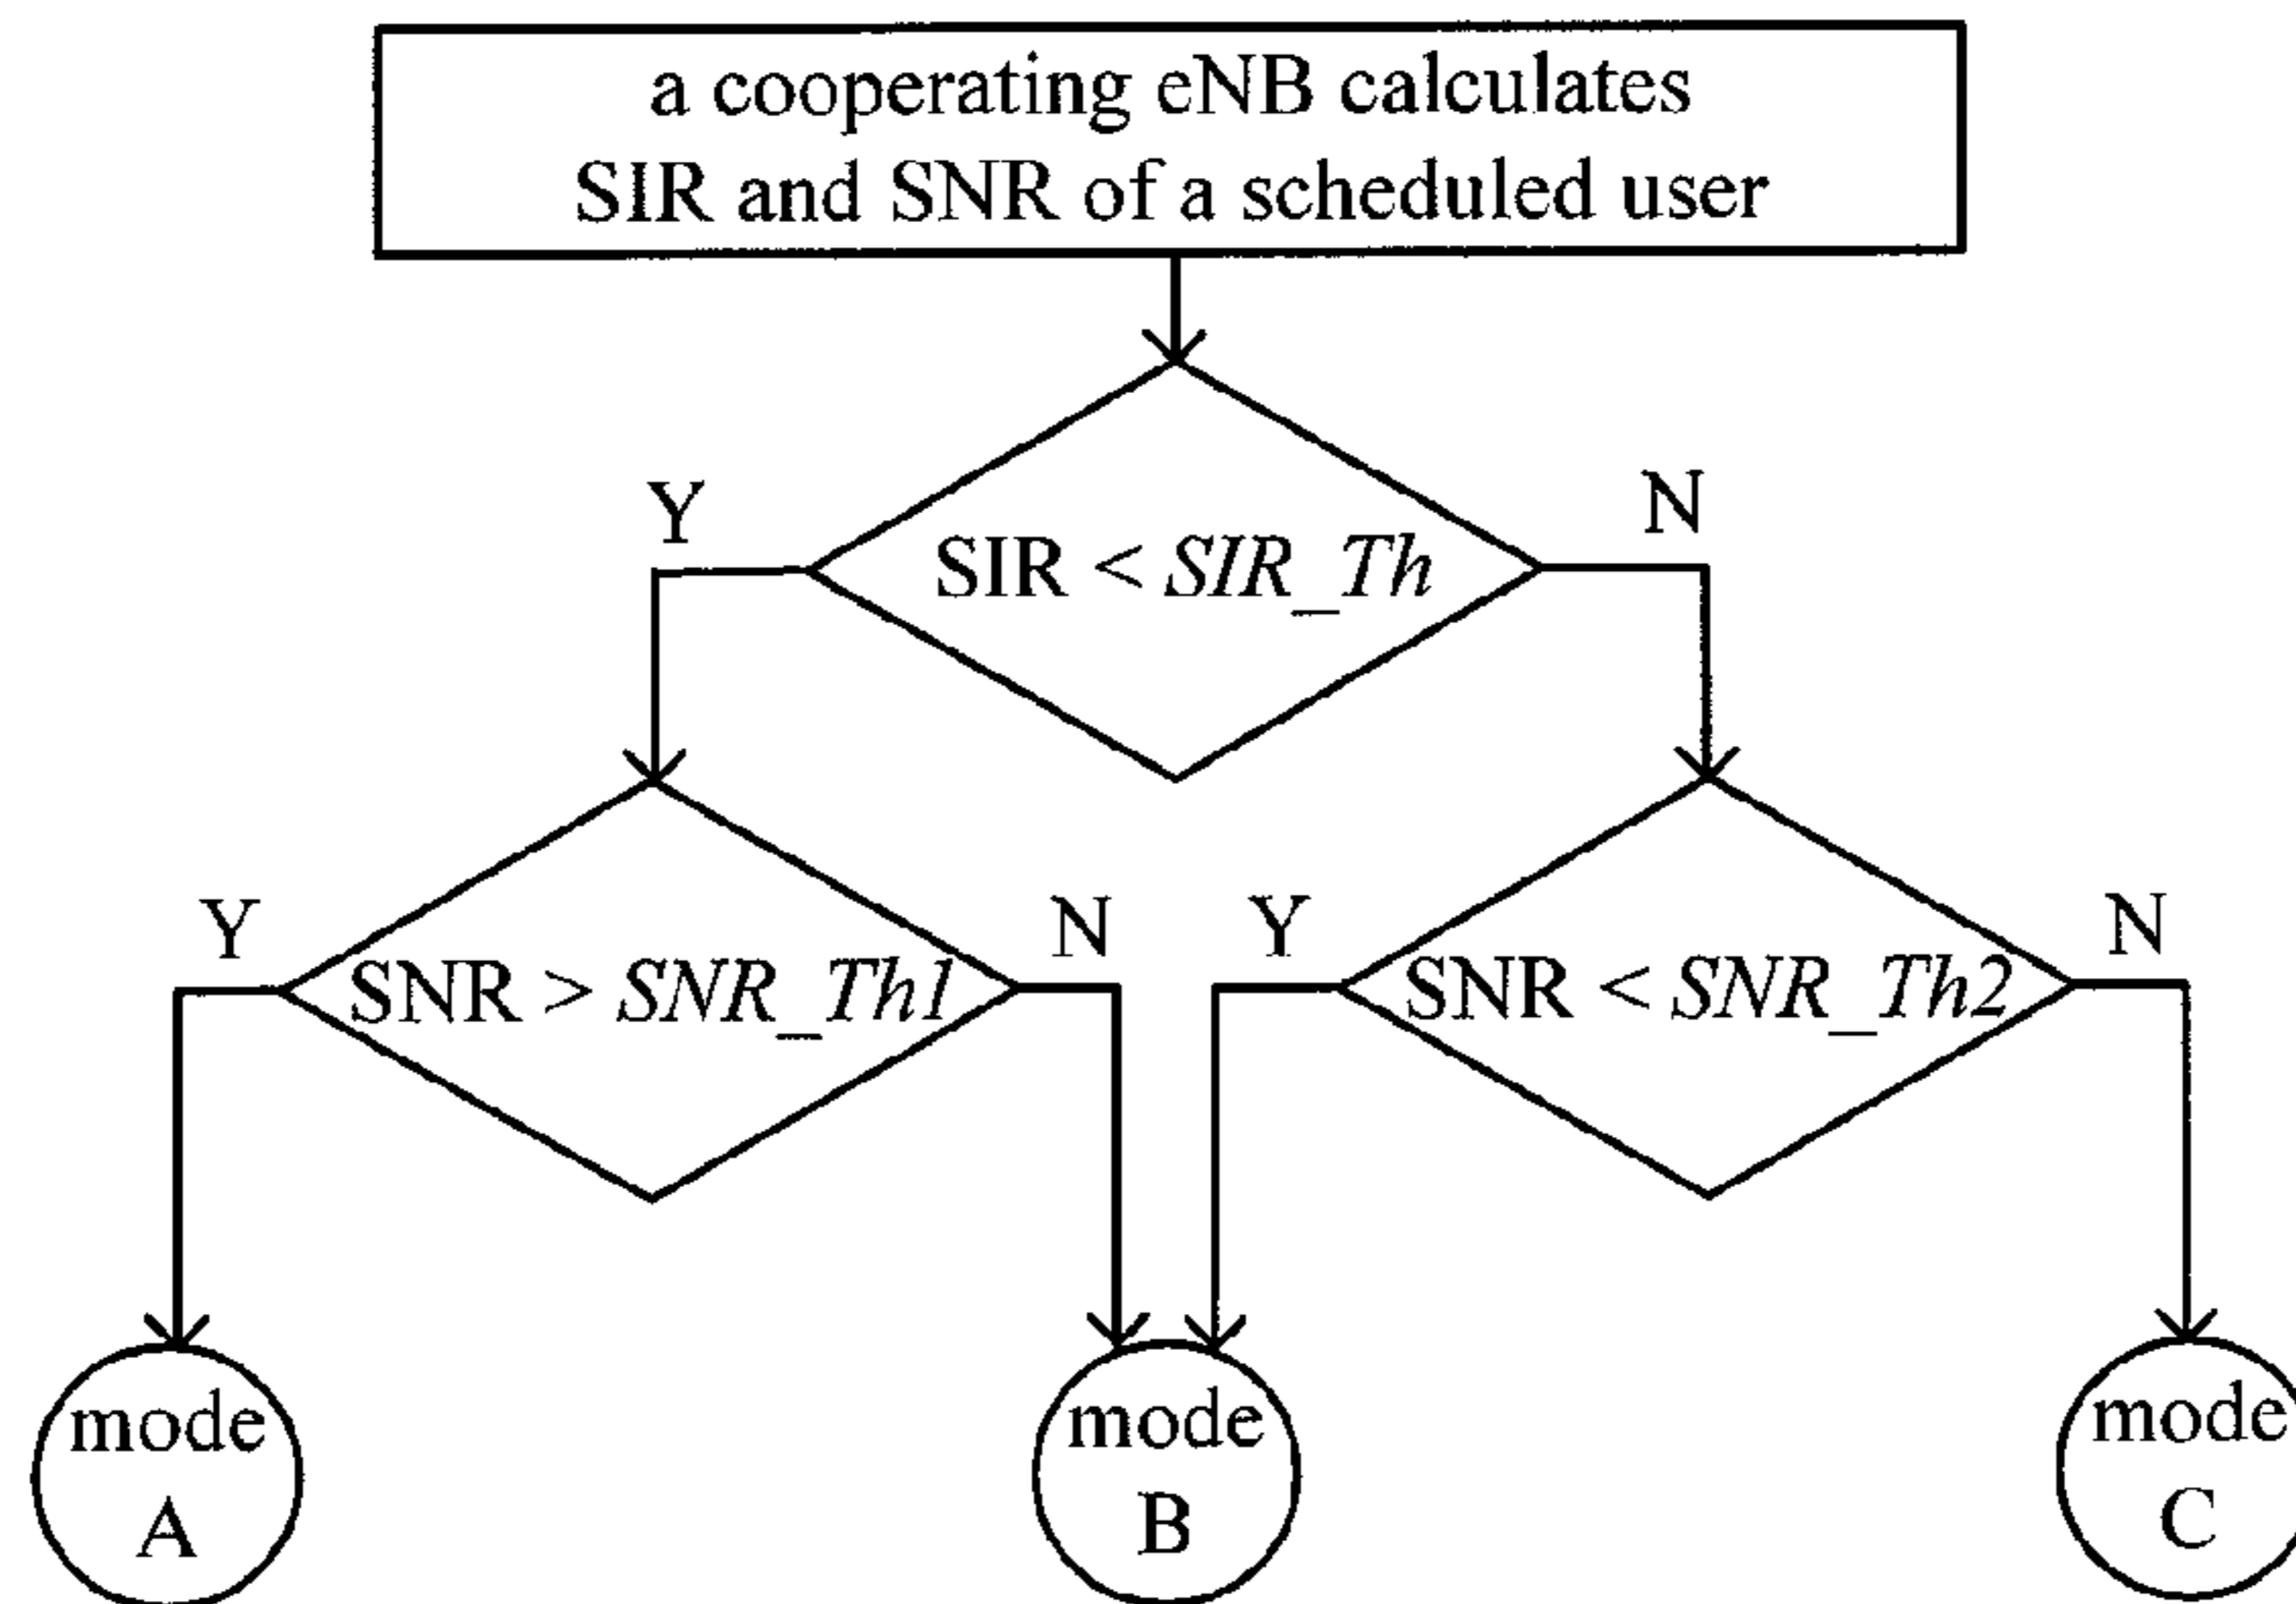 a cooperating eNB calculates
SIR and SNR of a scheduled user
Y
N
SIR < SIR_Th
Y
N
Y
N
SNR > SNR_Th1
SNR < SNR_Th2
mode
A
mode
B
mode
C